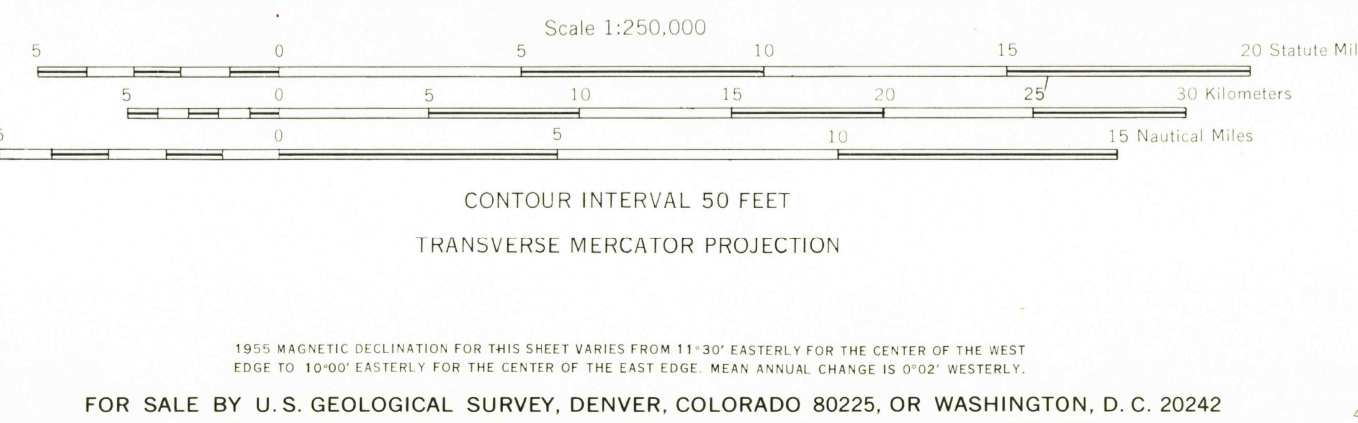 Scale 1:250,000
5 0 5 10 15 20 Statute Mil
5 0 5 10 15 20 25 30 Kilometers
5 0 5 10 15 Nautical Miles
CONTOUR INTERVAL 50 FEET
TRANSVERSE MERCATOR PROJECTION
1955 MAGNETIC DECLINATION FOR THIS SHEET VARIES FROM 11°30′ EASTERLY FOR THE CENTER OF THE WEST
EDGE TO 10°00′ EASTERLY FOR THE CENTER OF THE EAST EDGE. MEAN ANNUAL CHANGE IS 0°02′ WESTERLY.
FOR SALE BY U. S. GEOLOGICAL SURVEY, DENVER, COLORADO 80225, OR WASHINGTON, D. C. 20242